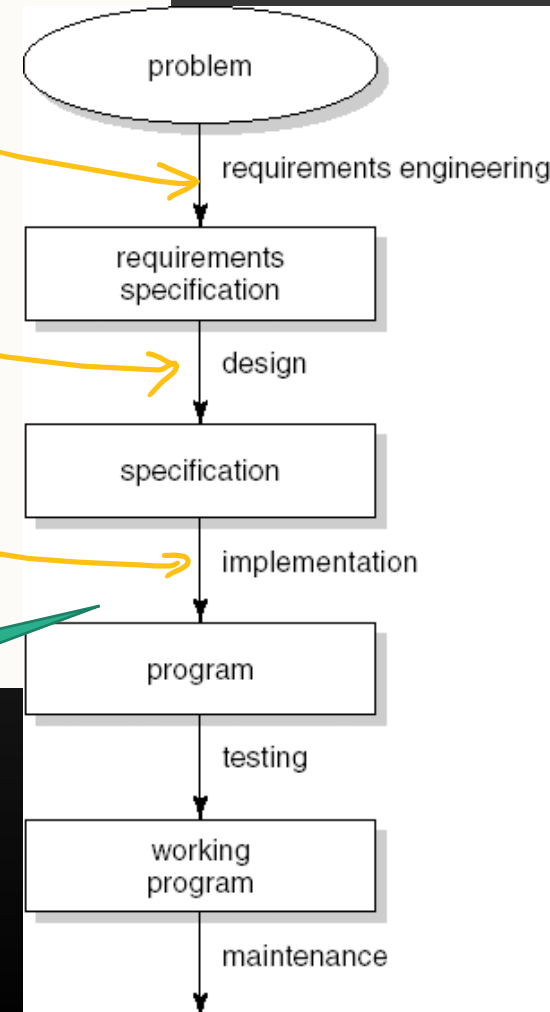 problem
requirements engineering
requirements
specification
design
specification
implementation
program
testing
working
program
maintenance